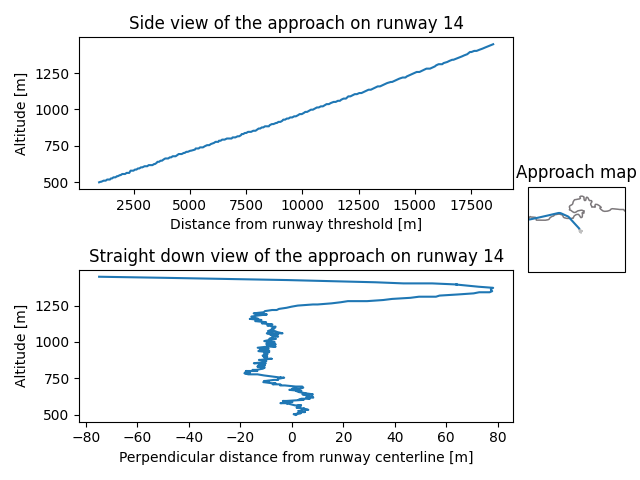 Side view of the approach on runway 14
Altitude [m]
1250
1000
750
500
2500 5000 7500 10000 12500 15000 17500
Distance from runway threshold [m]
Approach map
Straight down view of the approach on runway 14
Altitude [m]
1250
1000
750
500
−80 −60 −40 −20 0 20 40 60 80
Perpendicular distance from runway centerline [m]